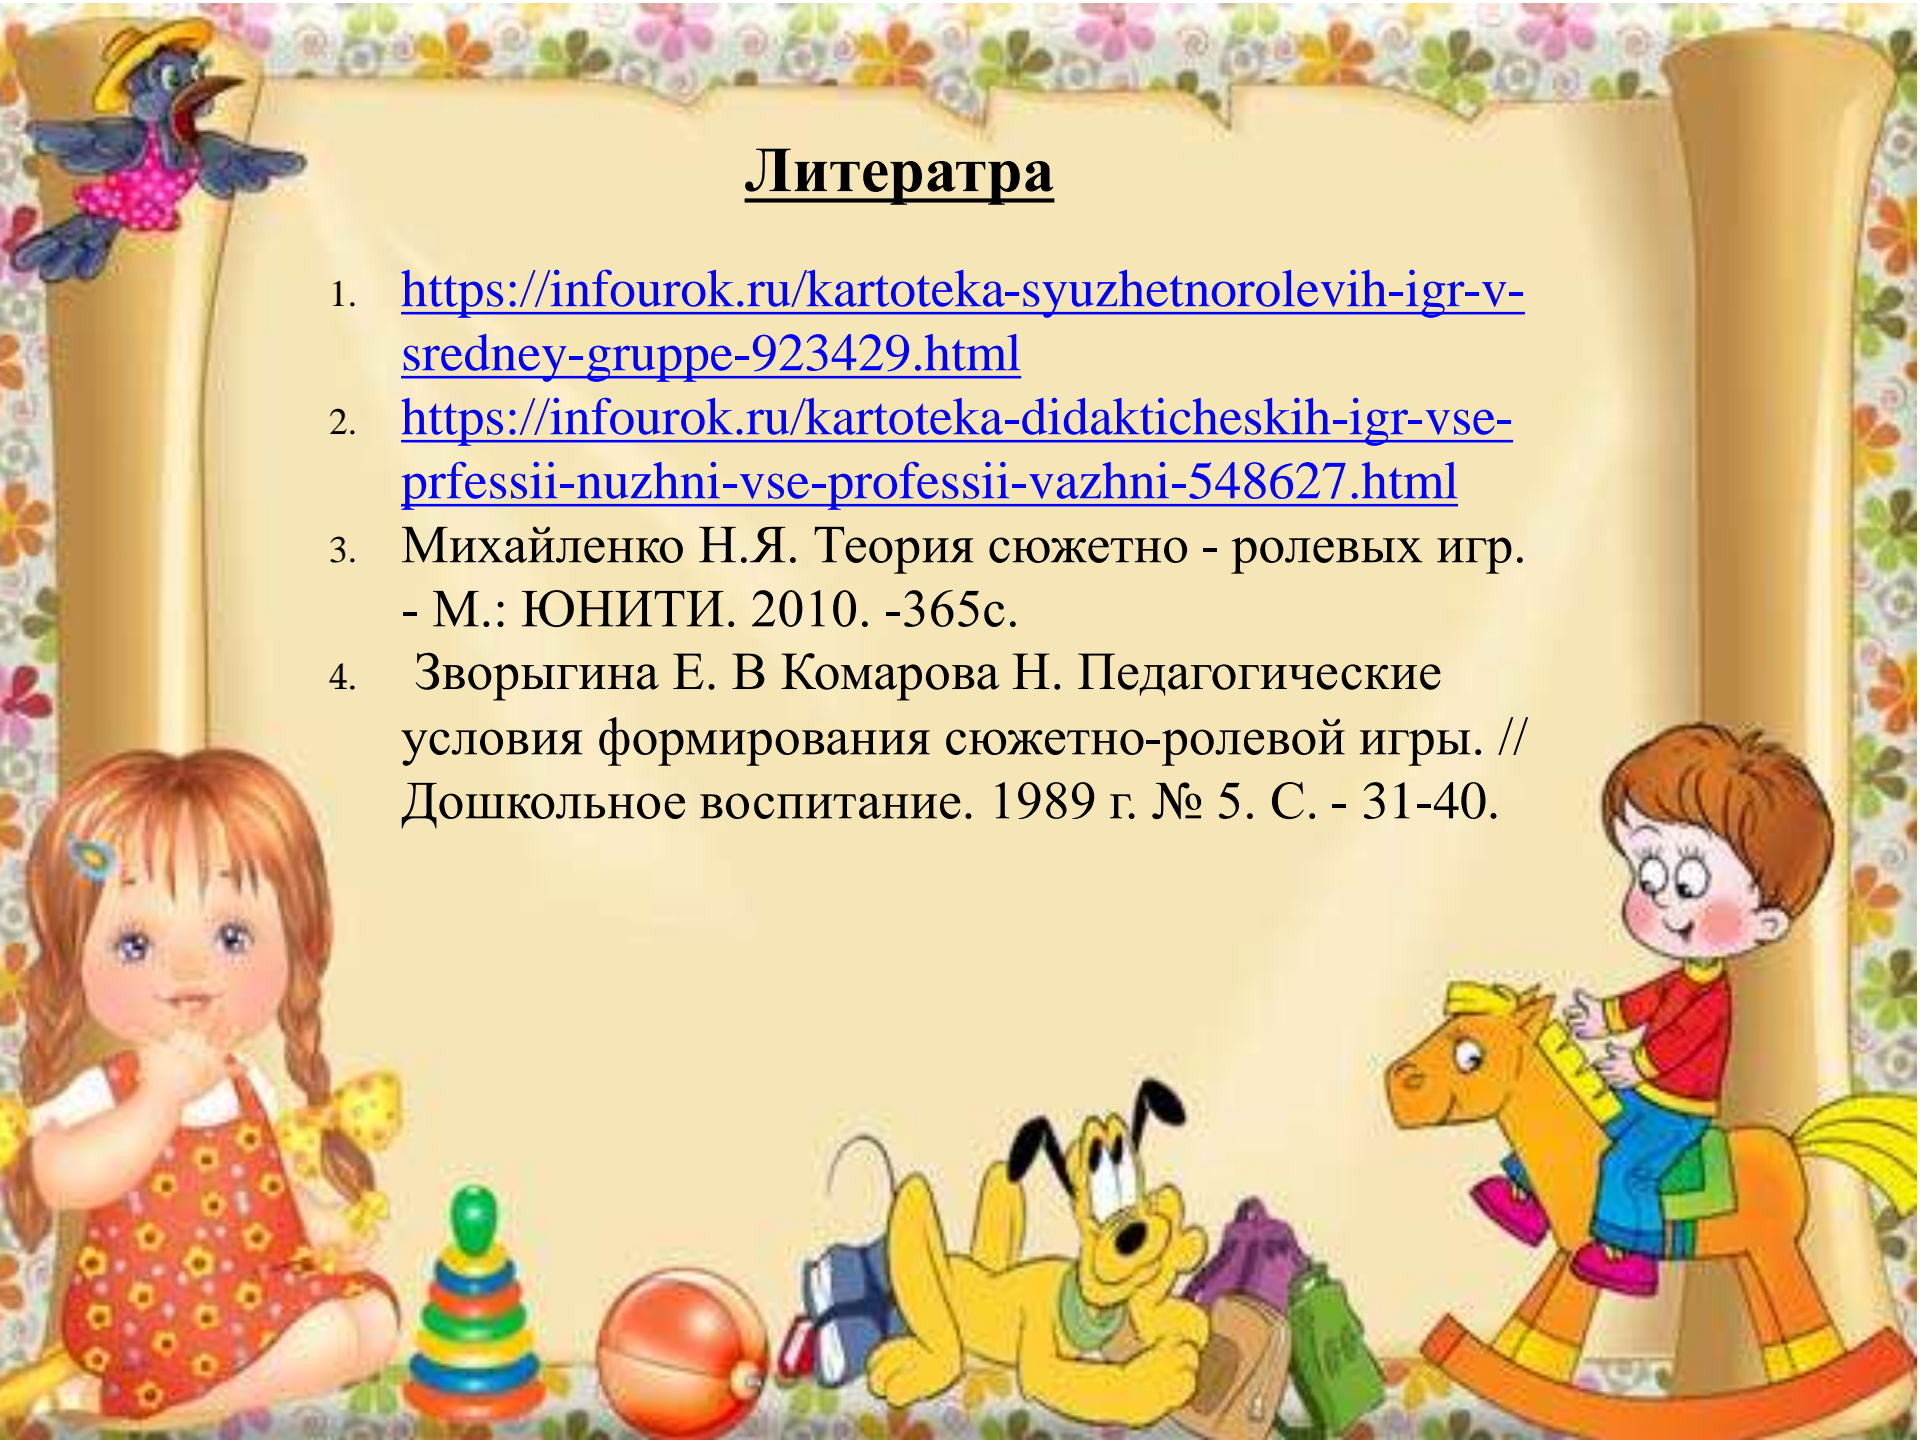 Литератра
1. https://infourok.ru/kartoteka-syuzhetnorolevih-igr-v-
sredney-gruppe-923429.html
2. https://infourok.ru/kartoteka-didakticheskih-igr-vse-
prfessii-nuzhni-vse-professii-vazhni-548627.html
3. Михайленко Н.Я. Теория сюжетно - ролевых игр.
- М.: ЮНИТИ. 2010. -365с.
4. Зворыгина Е. В Комарова Н. Педагогические
условия формирования сюжетно-ролевой игры. //
Дошкольное воспитание. 1989 г. № 5. С. - 31-40.